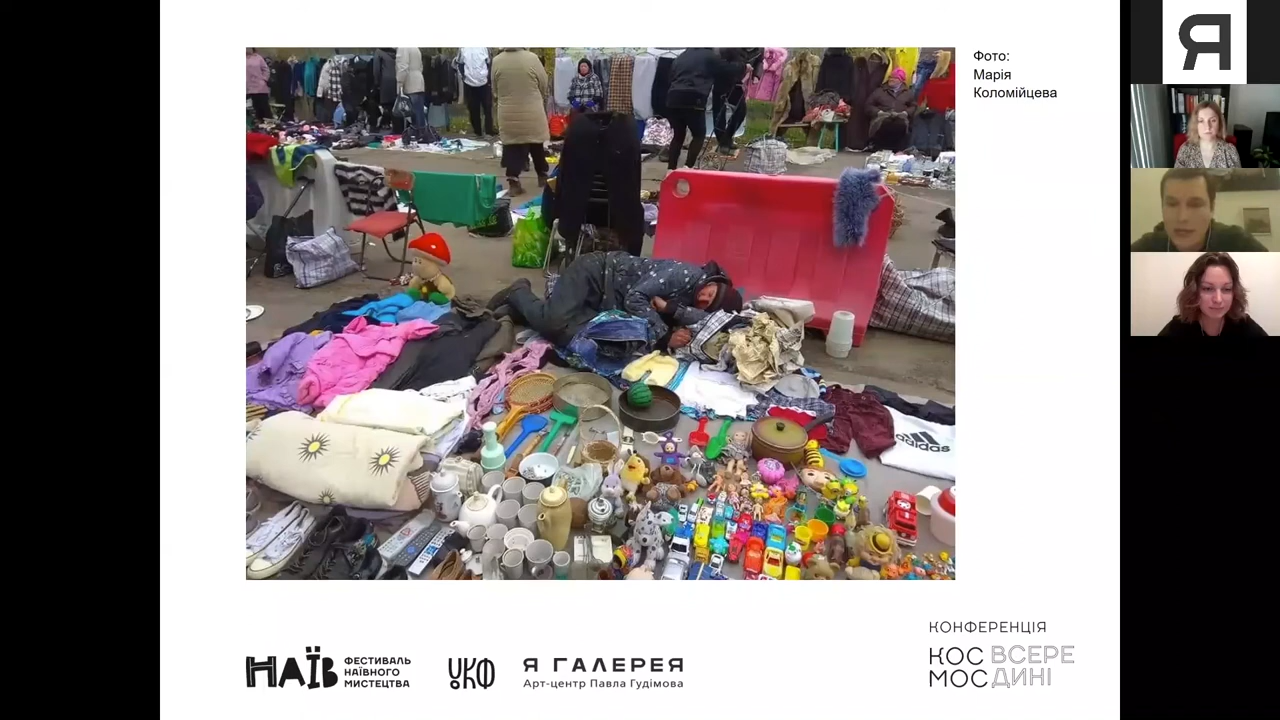 Фото:
Марія
Коломійцева
adidas
НАЇВ
ФЕСТИВАЛЬ
НАЇВНОГО
МИСТЕЦТВА
УКФ
Я ГАЛЕРЕЯ
Арт-центр Павла Гудімова
КОНФЕРЕНЦІЯ
КОС ВСЕРЕ
МОС ДИНІ
Я